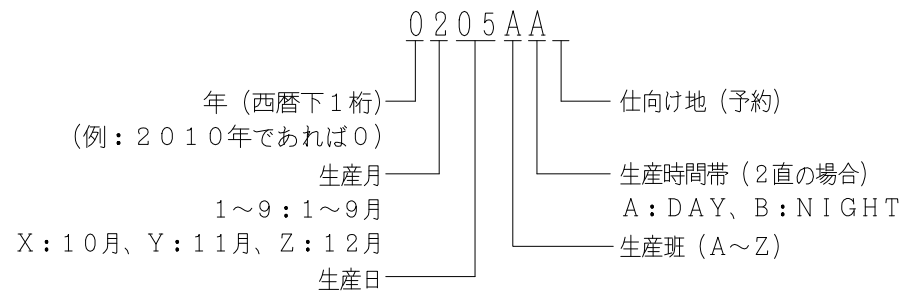 0205AA
年（西暦下１桁）
（例：２０１０年であれば０）
生産月
１～９：１～９月
Ｘ：１０月、Ｙ：１１月、Ｚ：１２月
生産日
仕向け地（予約）
生産時間帯（２直の場合）
Ａ：ＤＡＹ、Ｂ：ＮＩＧＨＴ
生産班（Ａ～Ｚ）